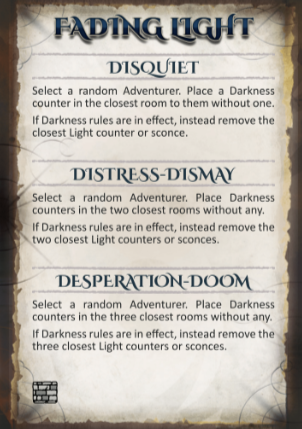 FADING LIGHT
DISQUIET
Select a random Adventurer. Place a Darkness
counter in the closest room to them without one.
If Darkness rules are in effect, instead remove the
closest Light counter or sconce.
DISTRESS-DISMAY
Select a random Adventurer. Place Darkness
counters in the two closest rooms without any.
If Darkness rules are in effect, instead remove the
two closest Light counters or sconces.
DESPERATION-DOOM
Select a random Adventurer. Place Darkness
counters in the three closest rooms without any.
If Darkness rules are in effect, instead remove the
three closest Light counters or sconces.